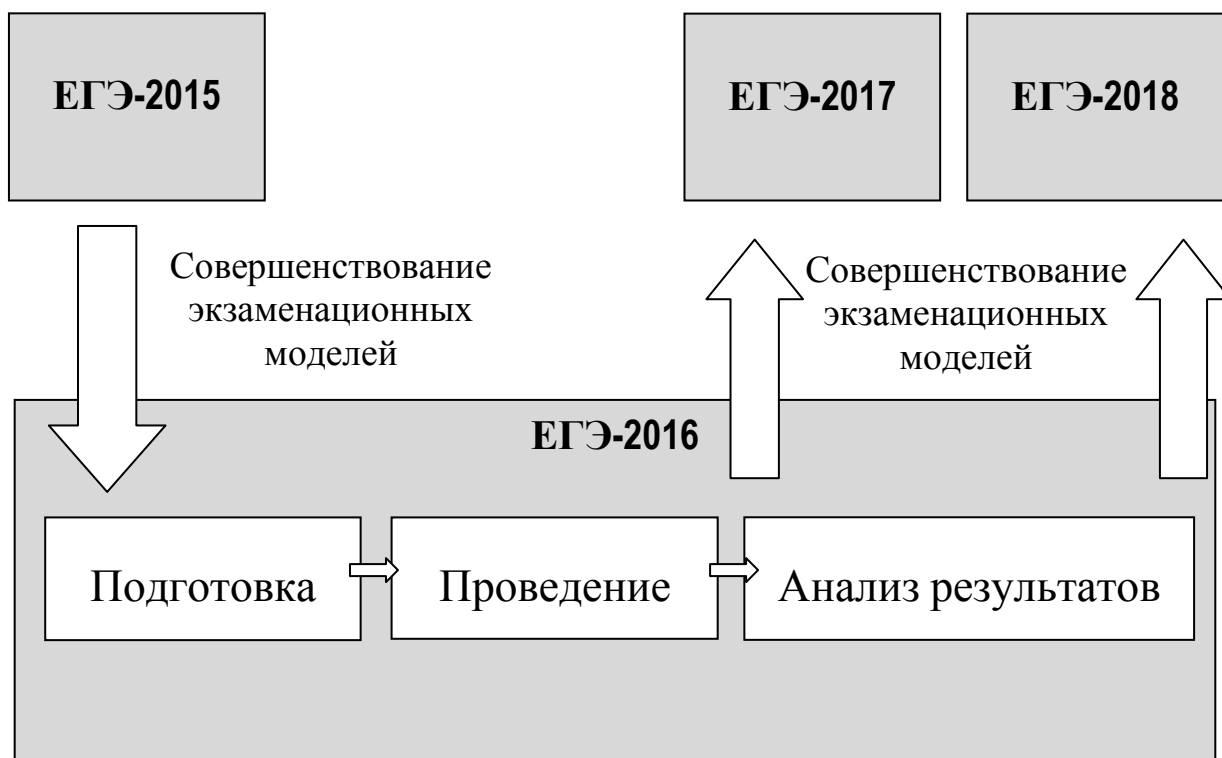 ЕГЭ-2015
ЕГЭ-2017
ЕГЭ-2018
Совершенствование
экзаменационных
моделей
Совершенствование
экзаменационных
моделей
ЕГЭ-2016
Подготовка
Проведение
Анализ результатов